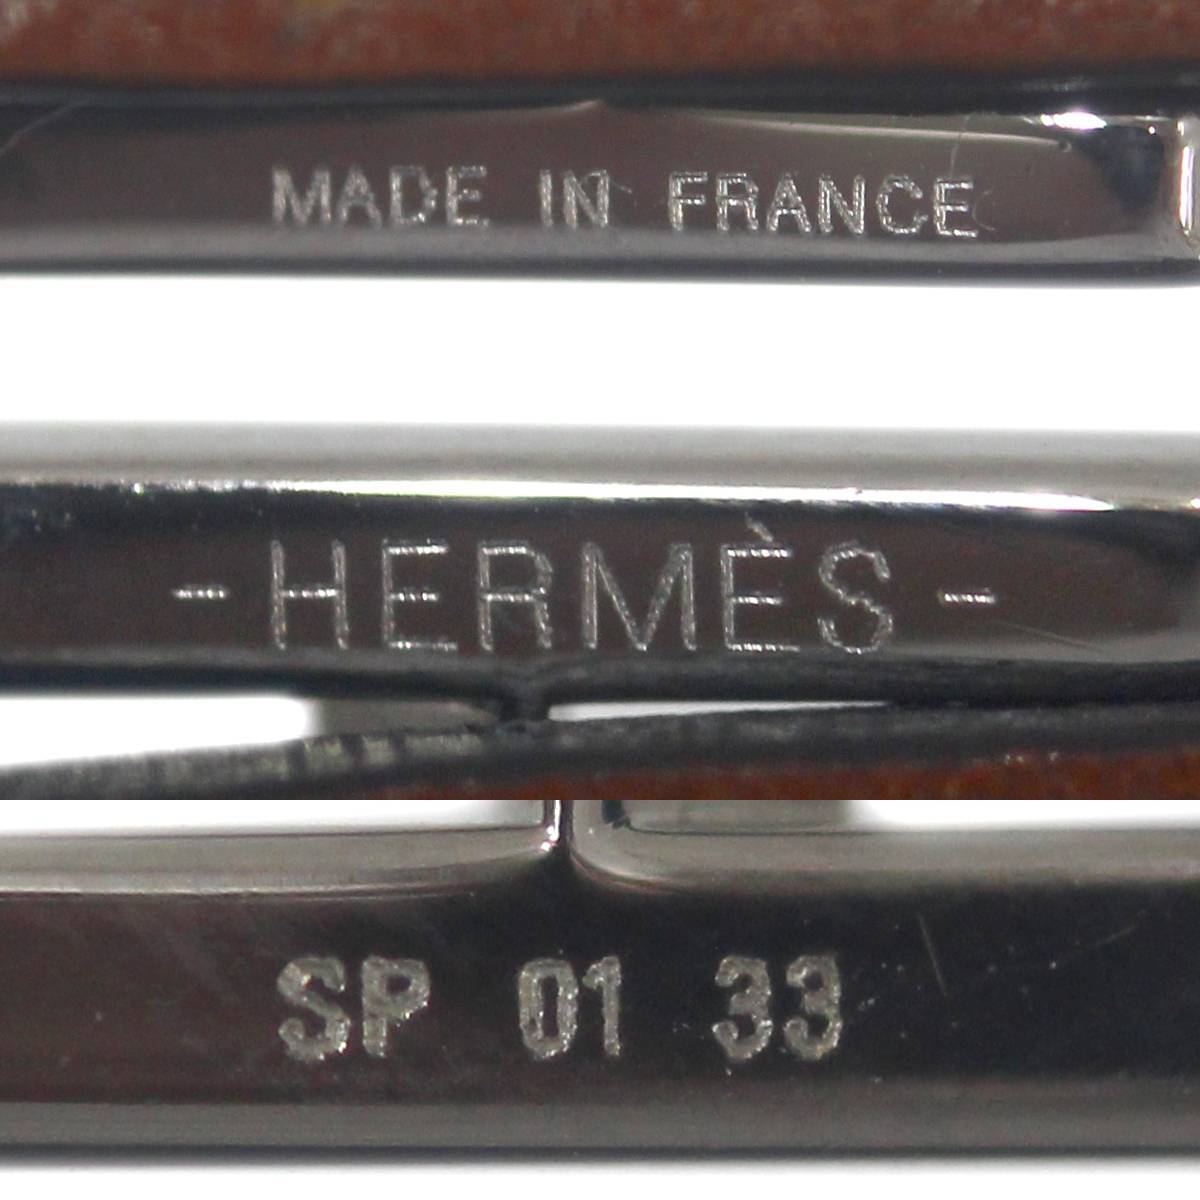 MADE IN FRANCE
- HERMÈS -
SP 01 33